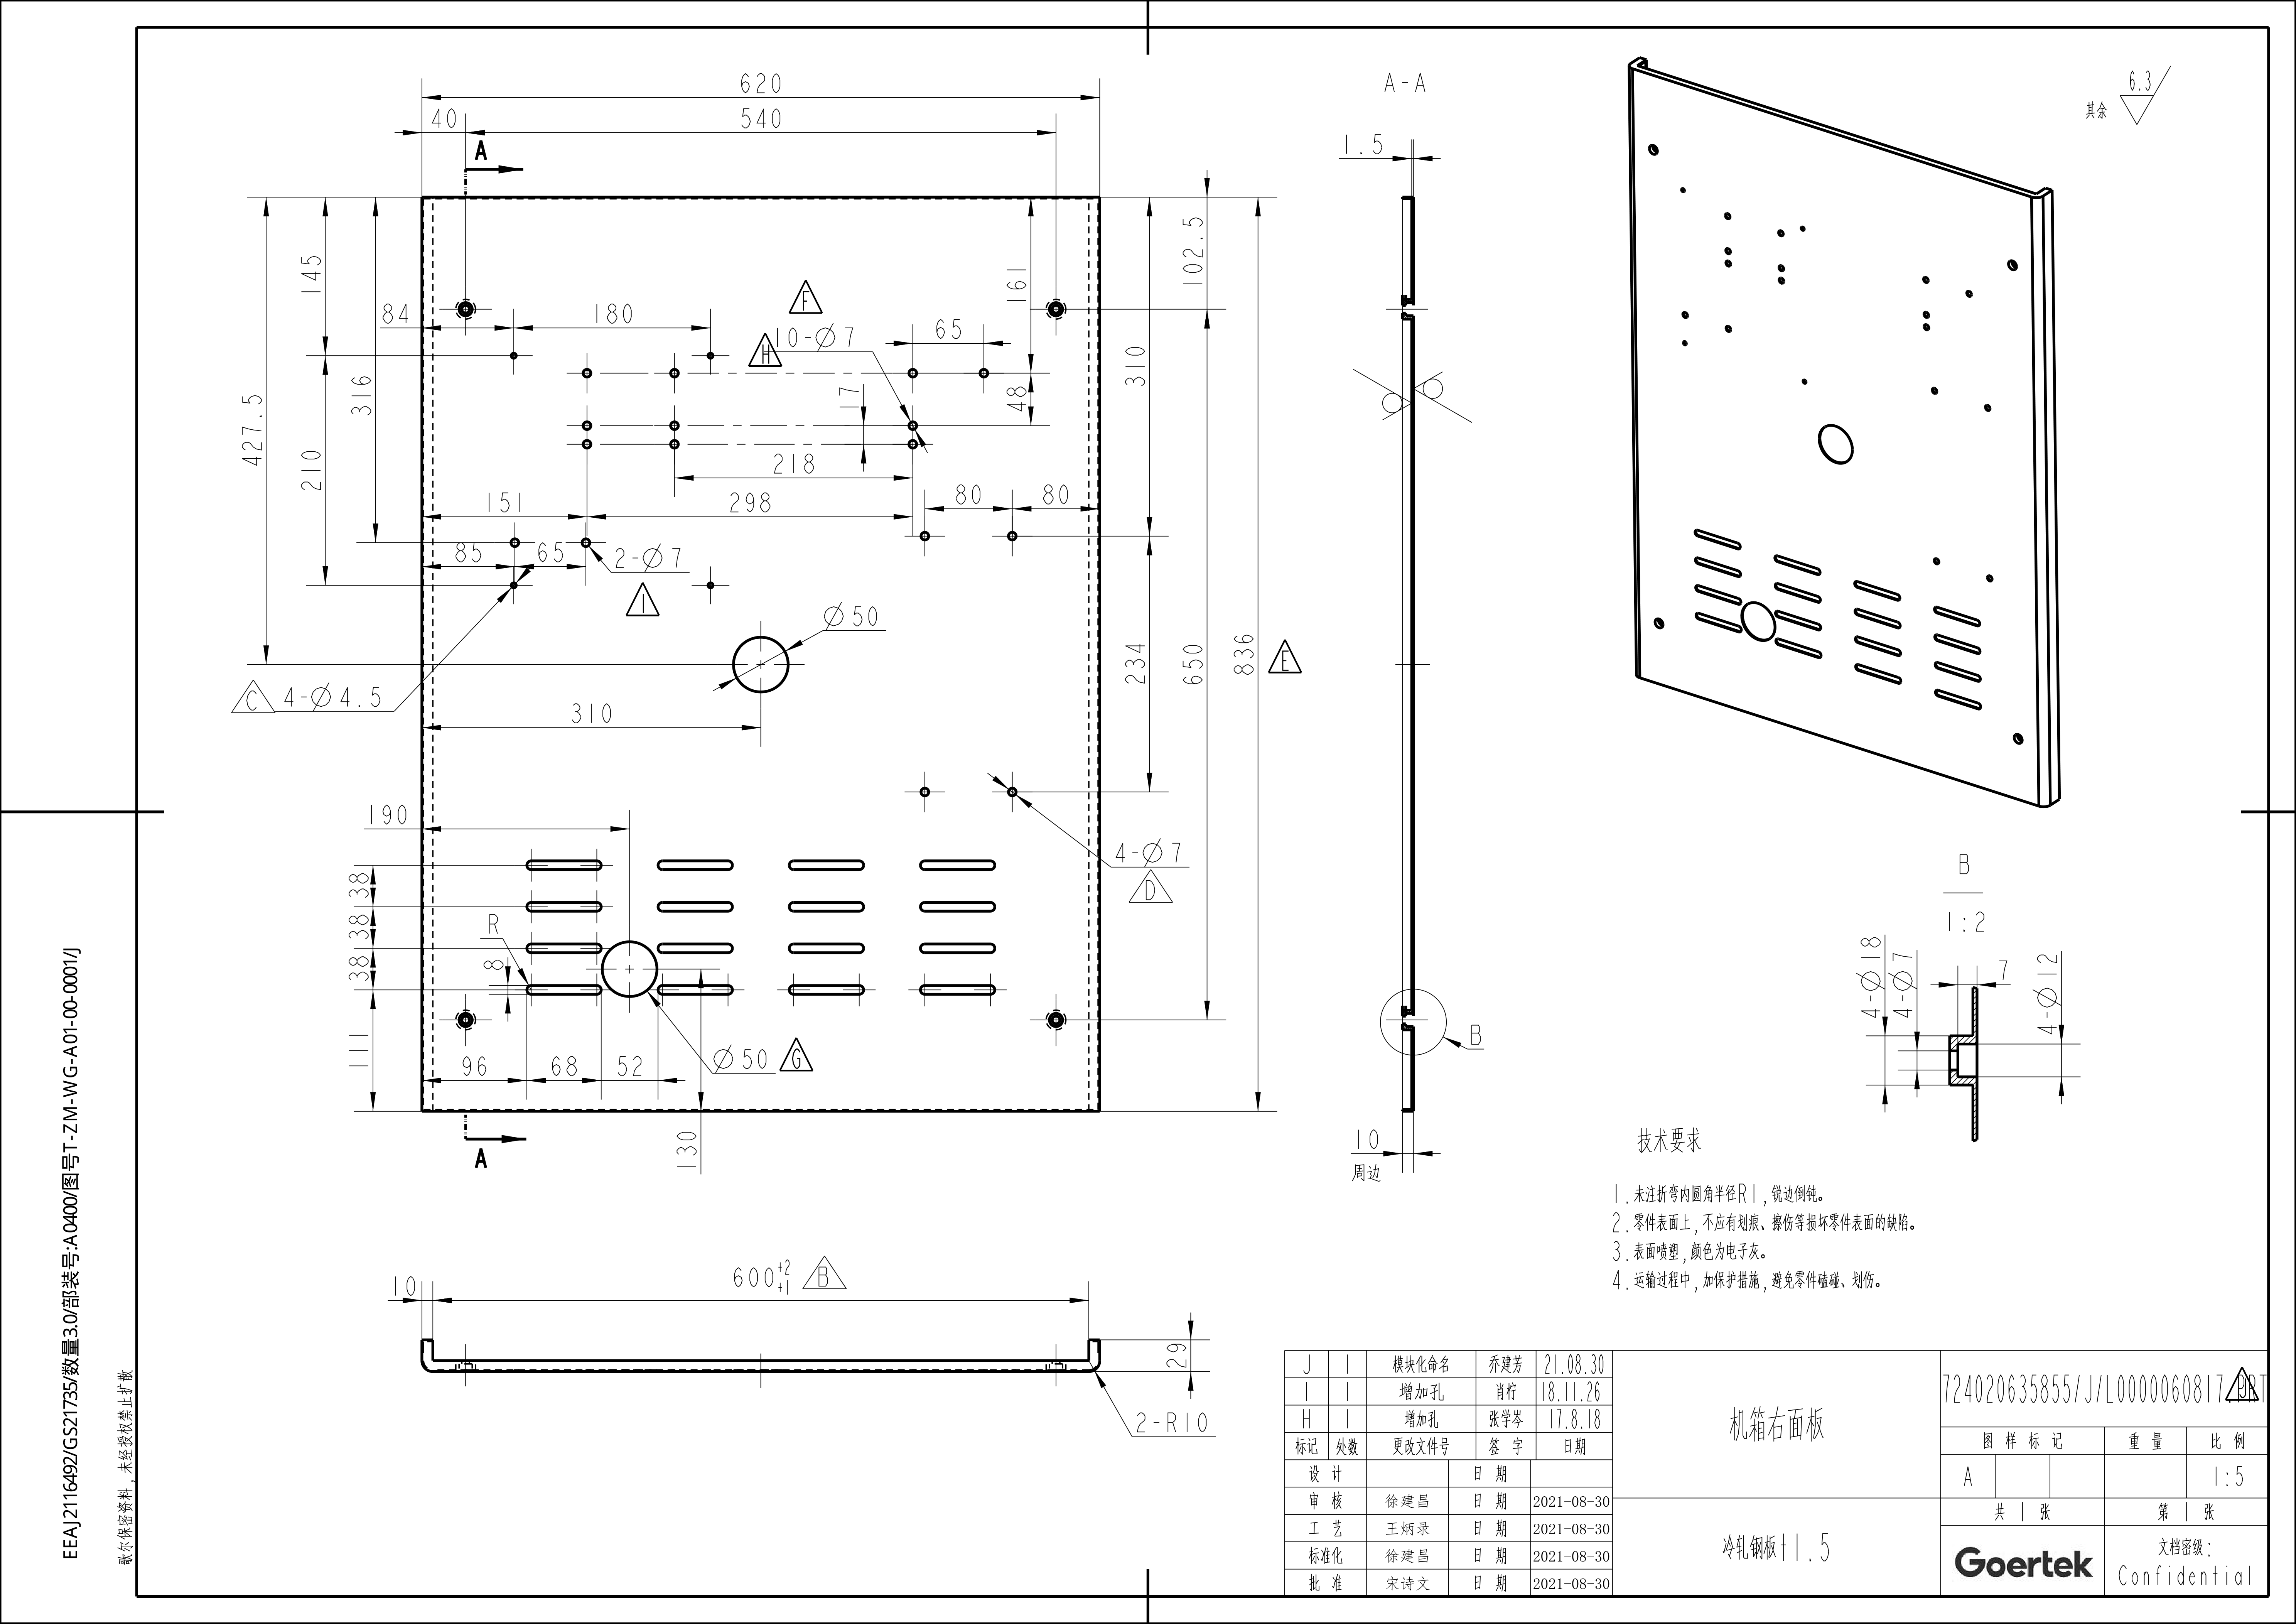 620
40
540
A
A-A
1.5
其余
6.3
145
84
180
F
H
10-Ø7
65
161
102.5
316
427.5
210
17
48
310
218
151
298
80
80
85
65
2-Ø7
I
Ø50
C
4-Ø4.5
310
234
650
836
E
190
38
38
38
R
8
111
96
68
52
Ø50
G
130
4-Ø7
D
A
B
10
周边
B
1:2
4-Ø18
4-Ø7
7
4-Ø12
10
600 +2 +1
B
29
2-R10
技术要求
1.未注折弯内圆角半径R1,锐边倒钝。
2.零件表面上,不应有划痕、擦伤等损坏零件表面的缺陷。
3.表面喷塑,颜色为电子灰。
4.运输过程中,加保护措施,避免零件磕碰、划伤。
J 1 模块化命名 乔建芳 21.08.30
I 1 增加孔 肖柠 18.11.26
H 1 增加孔 张学岑 17.8.18
标记 处数 更改文件号 签 字 日期
设 计 日 期
审 核 徐建昌 日 期 2021-08-30
工 艺 王炳录 日 期 2021-08-30
标准化 徐建昌 日 期 2021-08-30
批 准 宋诗文 日 期 2021-08-30
机箱右面板
冷轧钢板t1.5
724020635855/J/L0000060817.PRT
J
图 样 标 记 重 量 比 例
A 1:5
共 1 张 第 1 张
Goertek
文档密级:
Confidential
EEAJ2116492/GS21735/数量3.0/部装号:A0400/图号T-ZM-WG-A01-00-0001/J
歌尔保密资料，未经授权禁止扩散